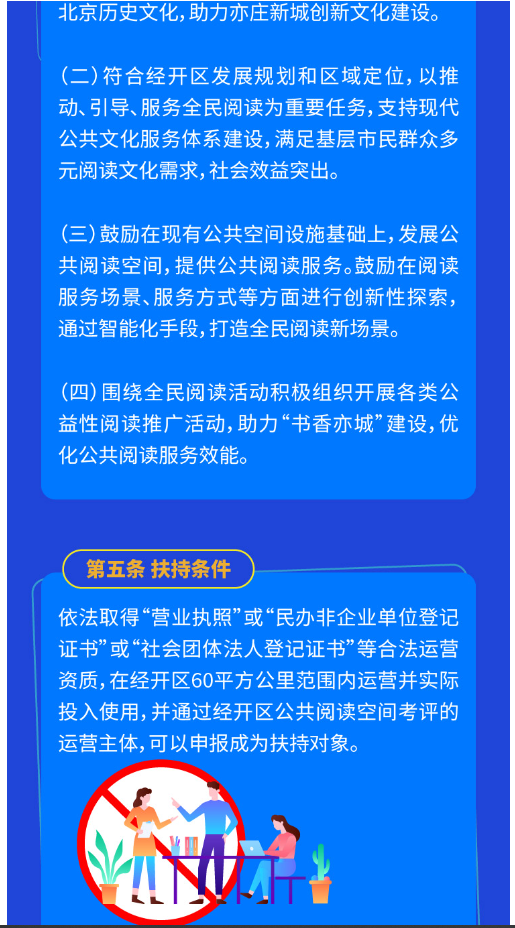 北京历史文化，助力亦庄新城创新文化建设。
（二）符合经开区发展规划和区域定位，以推
动、引导、服务全民阅读为重要任务，支持现代
公共文化服务体系建设，满足基层市民群众多
元阅读文化需求，社会效益突出。
（三）鼓励在现有公共空间设施基础上，发展公
共阅读空间，提供公共阅读服务。鼓励在阅读
服务场景、服务方式等方面进行创新性探索，
通过智能化手段，打造全民阅读新场景。
（四）围绕全民阅读活动积极组织开展各类公
益性阅读推广活动，助力“书香亦城”建设，优
化公共阅读服务效能。
第五条 扶持条件
依法取得“营业执照”或“民办非企业单位登记
证书”或“社会团体法人登记证书”等合法运营
资质，在经开区60平方公里范围内运营并实际
投入使用，并通过经开区公共阅读空间考评的
运营主体，可以申报成为扶持对象。